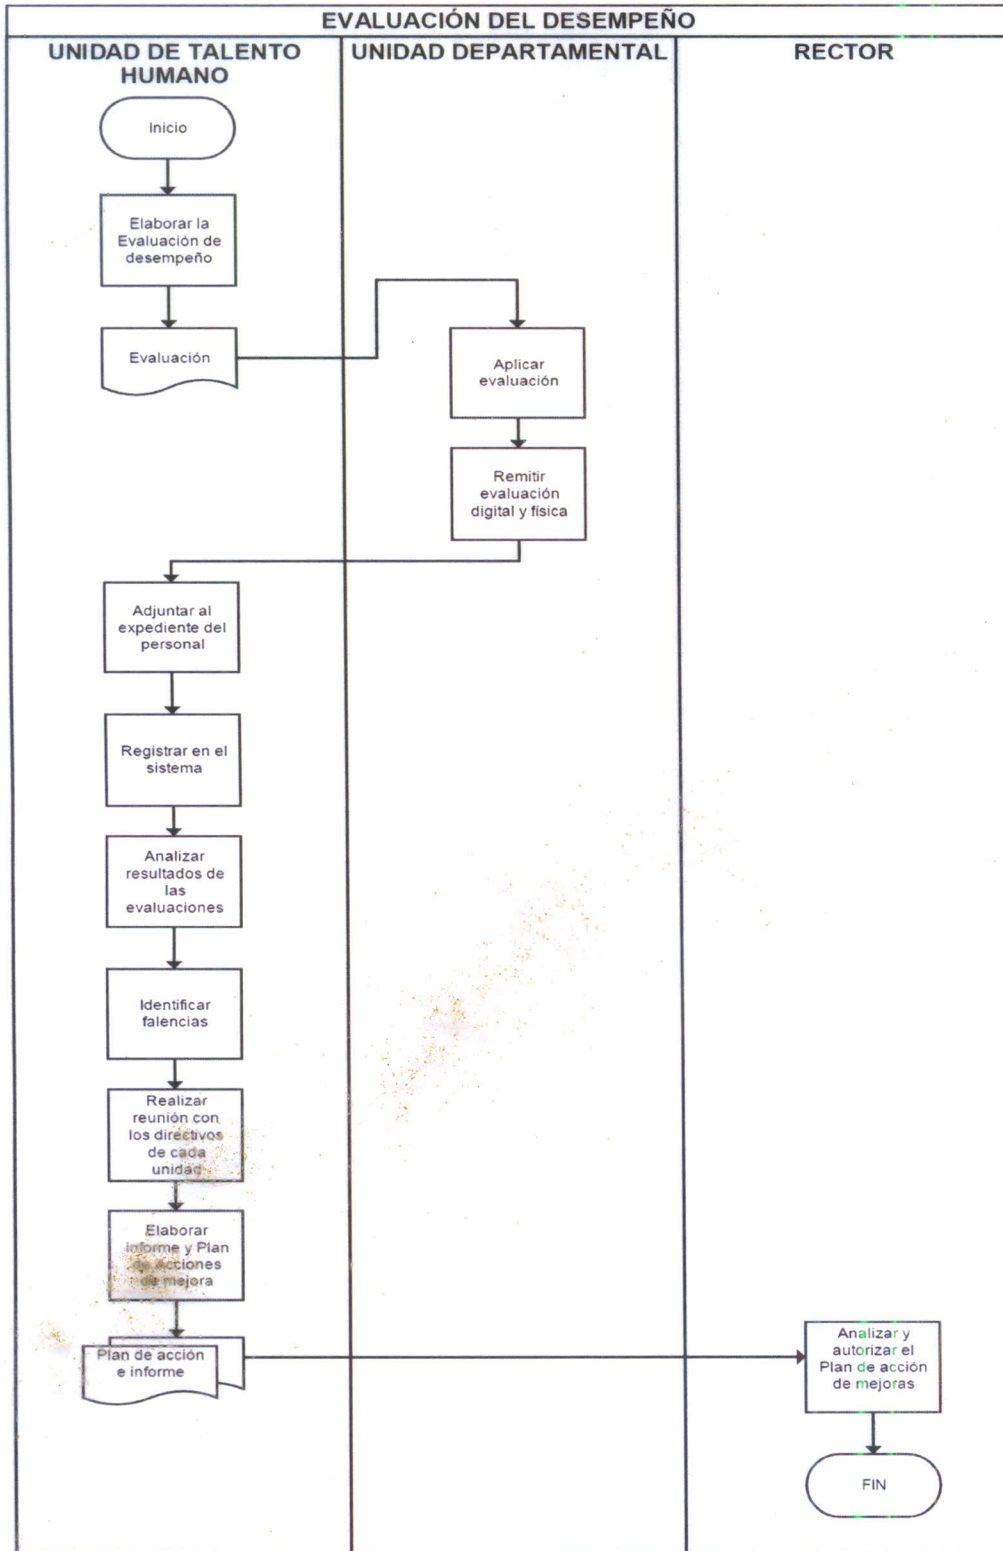 EVALUACIÓN DEL DESEMPEÑO
UNIDAD DE TALENTO
HUMANO
UNIDAD DEPARTAMENTAL
RECTOR
Inicio
Elaborar la
Evaluación de
desempeño
Evaluación
Aplicar
evaluación
Remitir
evaluación
digital y física
Adjuntar al
expediente del
personal
Registrar en el
sistema
Analizar
resultados de
las
evaluaciones
Identificar
falencias
Realizar
reunión con
los directivos
de cada
unidad
Elaborar
informe y Plan
de Acciones
de mejora
Plan de acción
e informe
Analizar y
autorizar el
Plan de acción
de mejoras
FIN